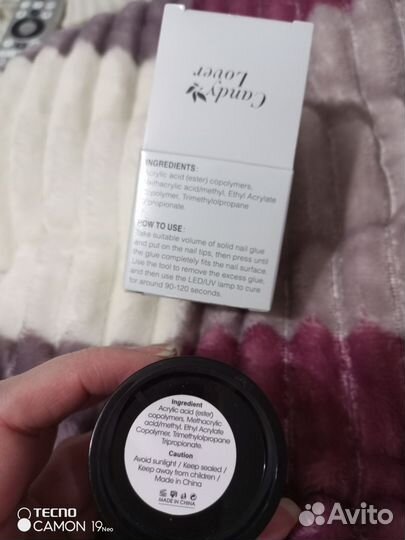 Candy
Lover
INGREDIENTS:
Acrylic acid (ester) copolymers,
Methacrylic acid/methyl, Ethyl Acrylate
Copolymer, Trimethylolpropane
Tripropionate.
HOW TO USE:
Take suitable volume of solid nail glue
and put on the nail tips, then press until
the glue completely fits the nail surface.
Use the tool to remove the excess glue,
and then use the LED/UV lamp to cure
for around 90-120 seconds.
Ingredient
Acrylic acid (ester)
copolymers, Methacrylic
acid/methyl, Ethyl Acrylate
Copolymer, Trimethylolpropane
Tripropionate.
Caution
Avoid sunlight / Keep sealed /
Keep away from children /
Made in China
MADE IN CHINA
TECNO
CAMON 19Neo
Avito